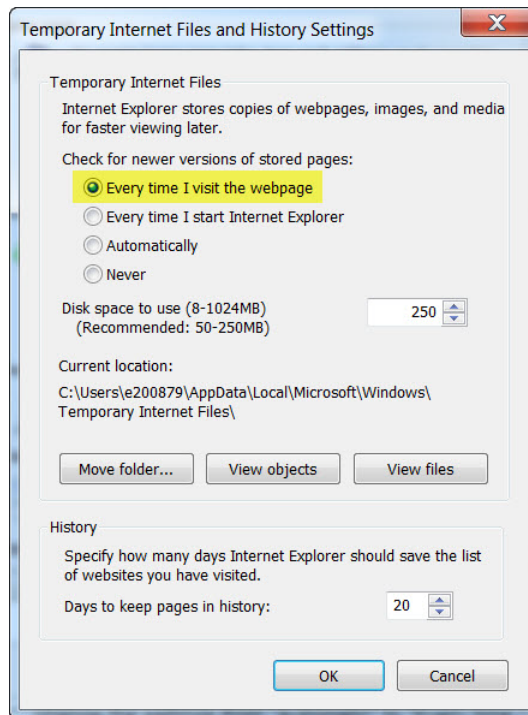 Temporary Internet Files and History Settings
Temporary Internet Files
Internet Explorer stores copies of webpages, images, and media
for faster viewing later.
Check for newer versions of stored pages:
Every time I visit the webpage
Every time I start Internet Explorer
Automatically
Never
Disk space to use (8-1024MB) 250
(Recommended: 50-250MB)
Current location:
C:\Users\e200879\AppData\Local\Microsoft\Windows\
Temporary Internet Files\
Move folder... View objects View files
History
Specify how many days Internet Explorer should save the list
of websites you have visited.
Days to keep pages in history: 20
OK Cancel